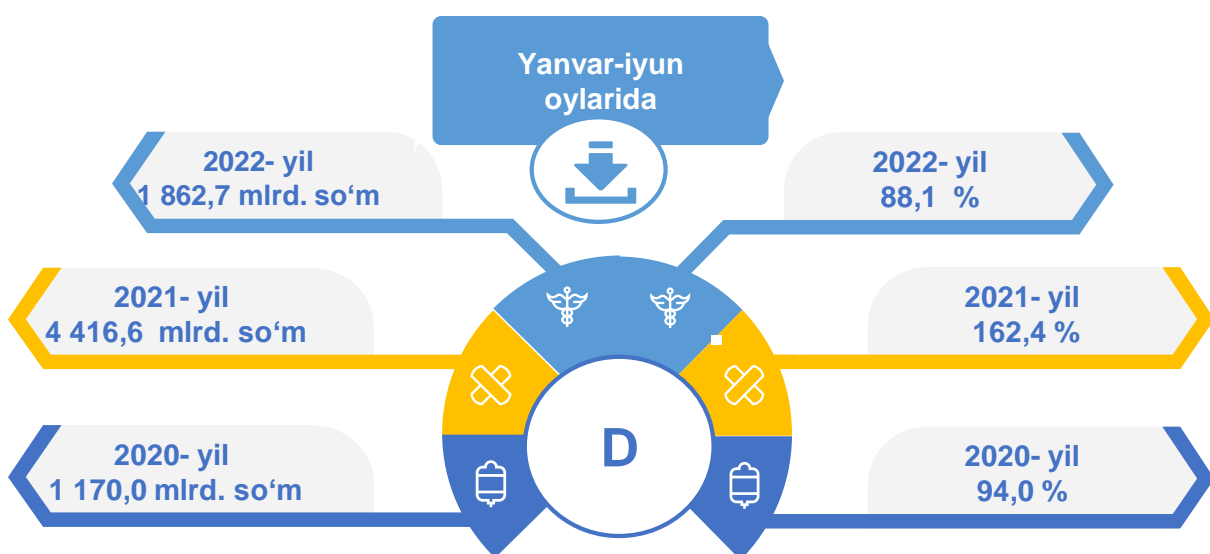 Yanvar-iyun
oylarida
2022- yil
1 862,7 mlrd. so‘m
2022- yil
88,1 %
2021- yil
4 416,6 mlrd. so‘m
2021- yil
162,4 %
D
2020- yil
1 170,0 mlrd. so‘m
2020- yil
94,0 %